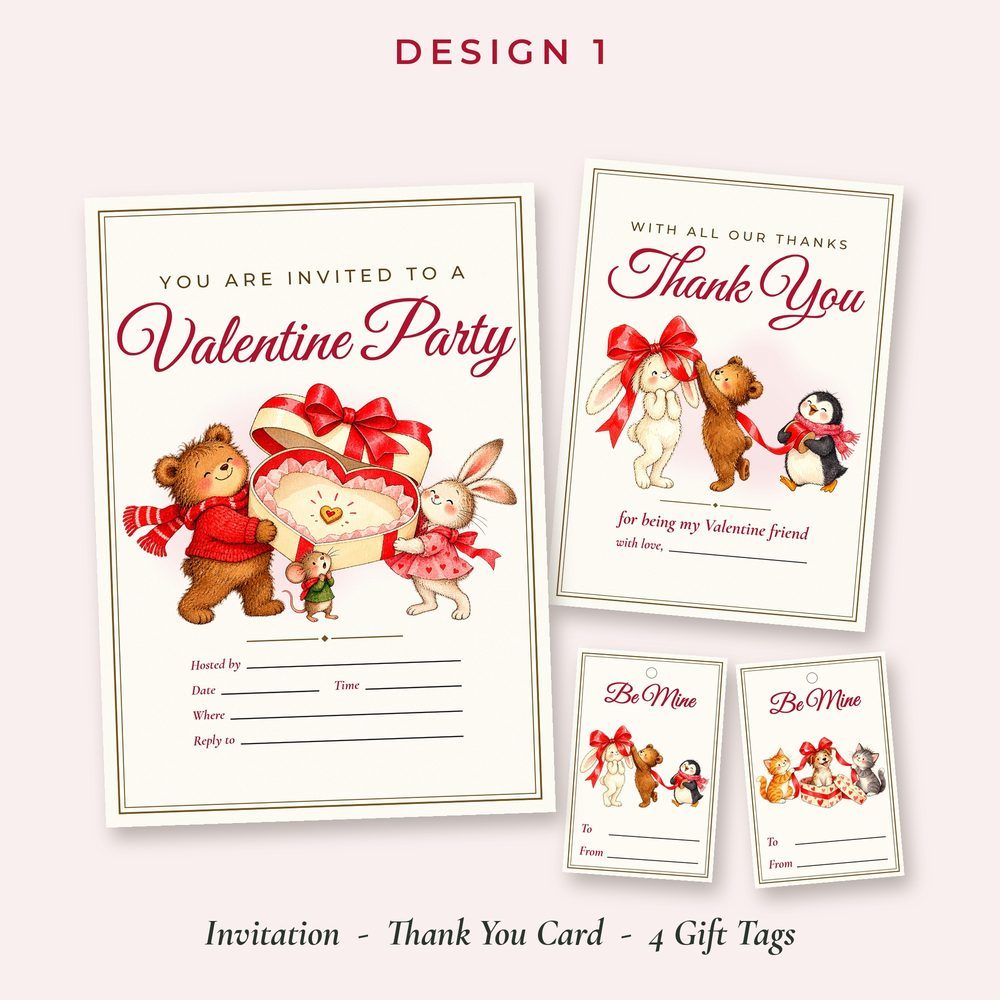 DESIGN 1
YOU ARE INVITED TO A
Valentine Party
Hosted by
Date Time
Where
Reply to
WITH ALL OUR THANKS
Thank You
for being my Valentine friend
with love,
Be Mine
To
From
Be Mine
To
From
Invitation - Thank You Card - 4 Gift Tags